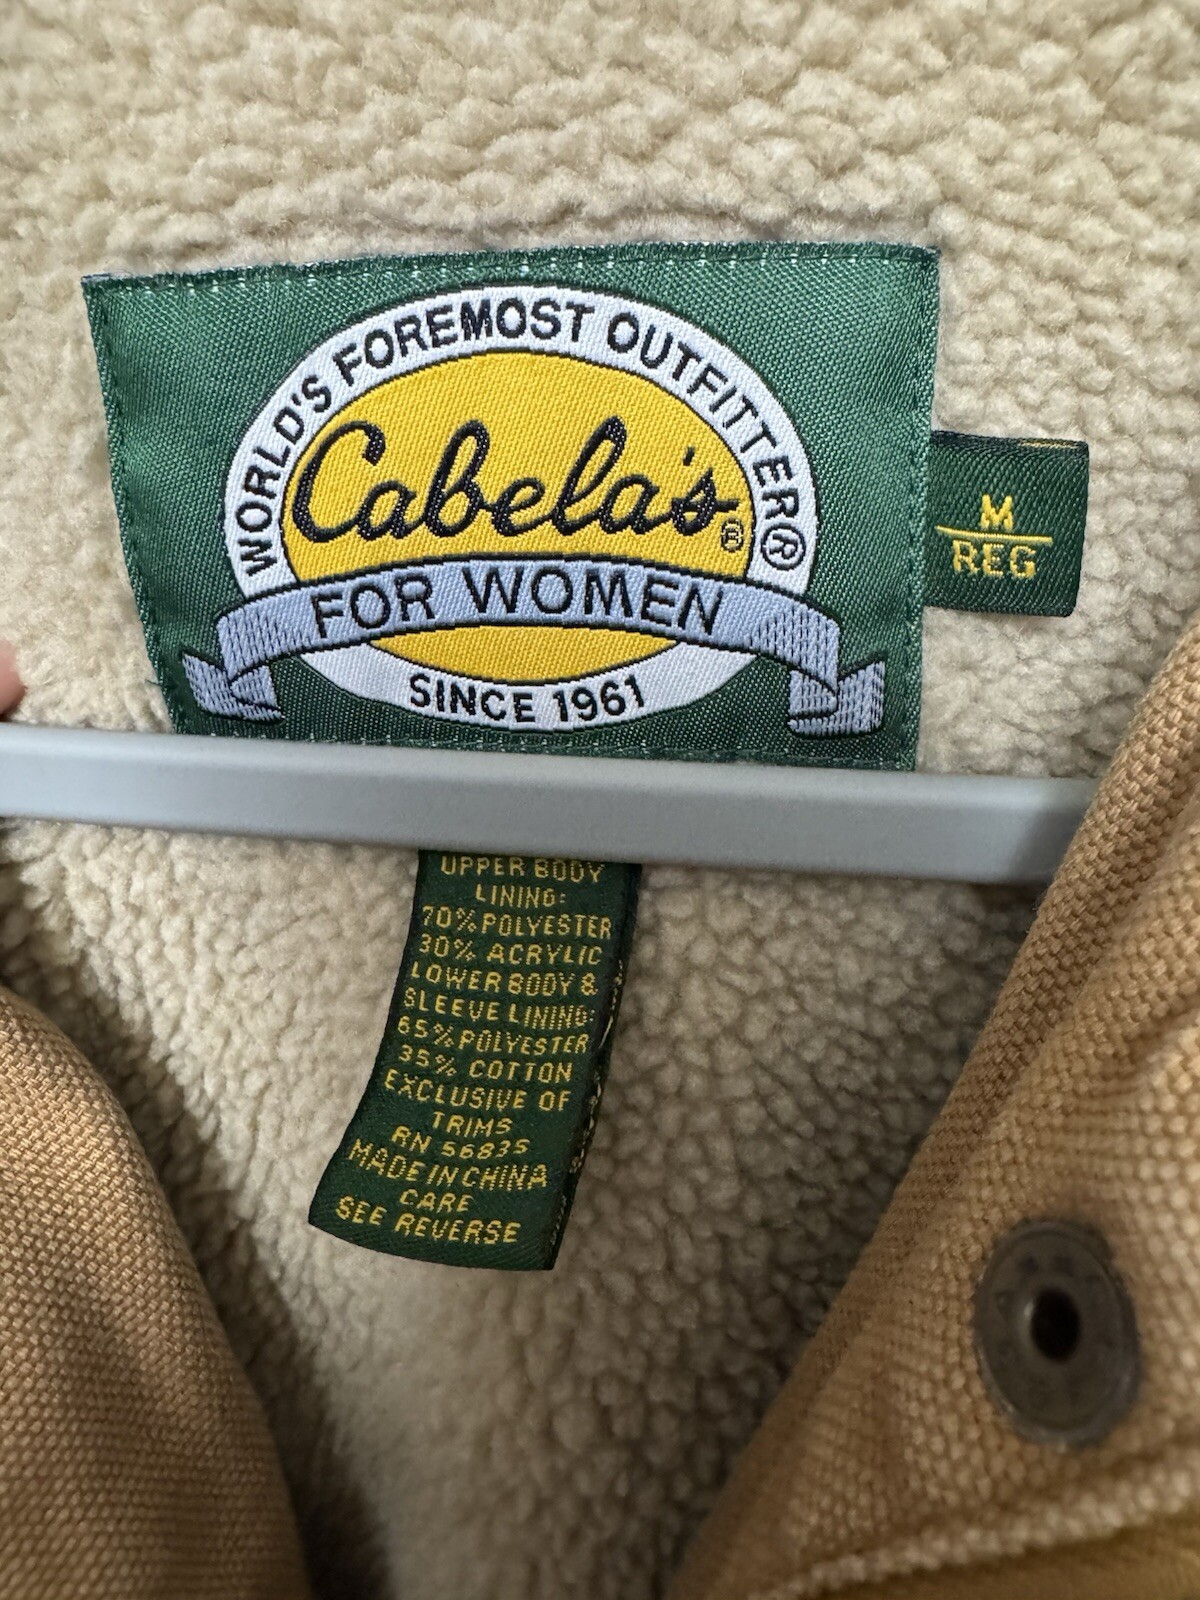 WORLD'S FOREMOST OUTFITTER®
Cabela's®
FOR WOMEN
SINCE 1961
M
REG
UPPER BODY
LINING:
70% POLYESTER
30% ACRYLIC
LOWER BODY &
SLEEVE LINING:
65% POLYESTER
35% COTTON
EXCLUSIVE OF
TRIMS
RN 56835
MADE IN CHINA
CARE
SEE REVERSE